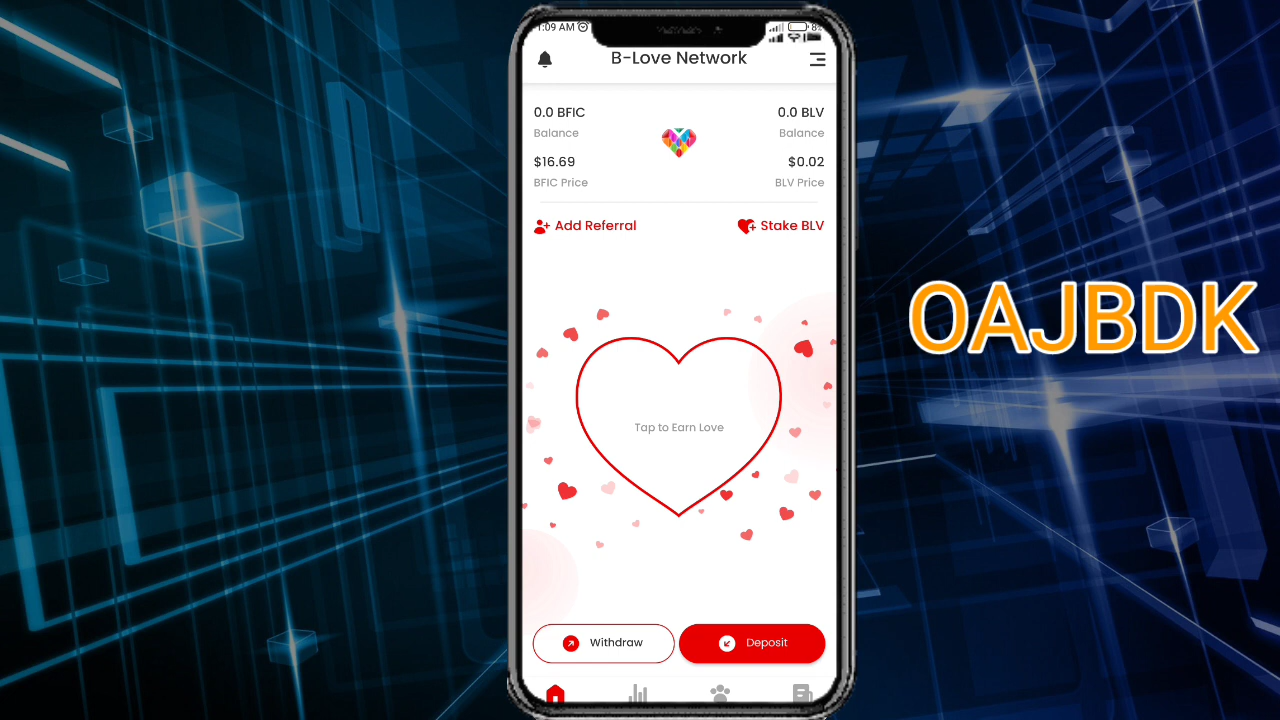 1:09 AM
8%
B-Love Network
0.0 BFIC
0.0 BLV
Balance
Balance
$16.69
$0.02
BFIC Price
BLV Price
Add Referral
Stake BLV
OAJBDK
Tap to Earn Love
Withdraw
Deposit